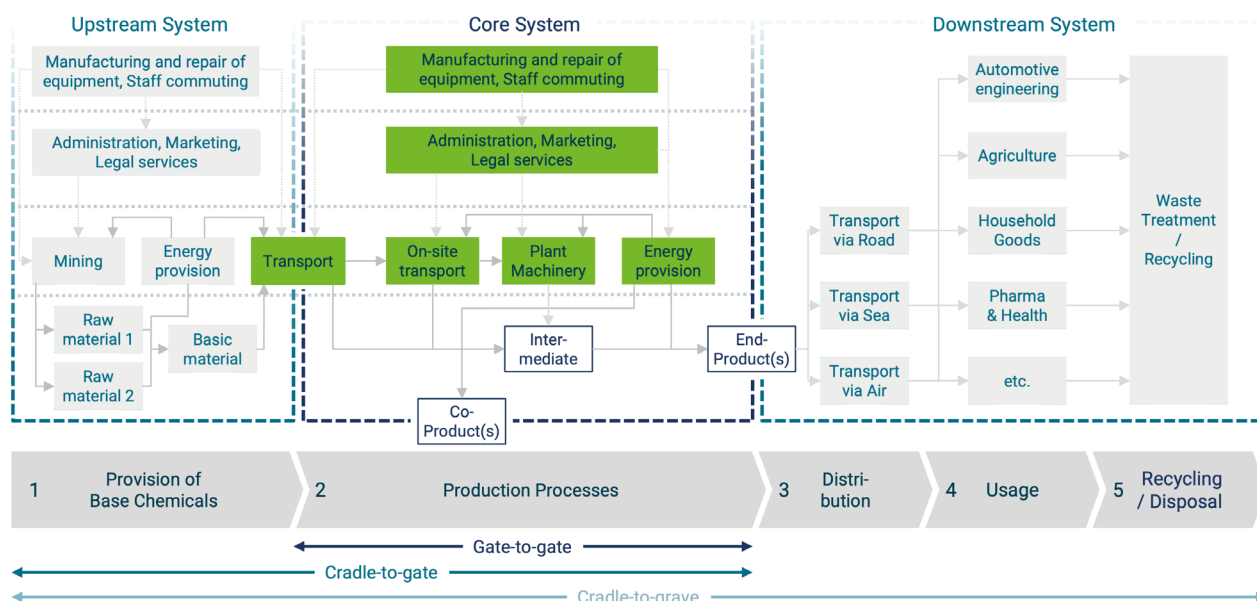 Upstream System
Core System
Downstream System
Manufacturing and repair of
equipment, Staff commuting
Administration, Marketing,
Legal services
Mining
Energy
provision
Transport
Raw
material 1
Raw
material 2
Basic
material
Manufacturing and repair of
equipment, Staff commuting
Administration, Marketing,
Legal services
On-site
transport
Plant
Machinery
Energy
provision
Inter-
mediate
Co-
Product(s)
End-
Product(s)
Transport
via Road
Transport
via Sea
Transport
via Air
Automotive
engineering
Agriculture
Household
Goods
Pharma
& Health
etc.
Waste
Treatment
/
Recycling
1
Provision of
Base Chemicals
2
Production Processes
3
Distri-
bution
4
Usage
5
Recycling
/ Disposal
Gate-to-gate
Cradle-to-gate
Cradle-to-grave